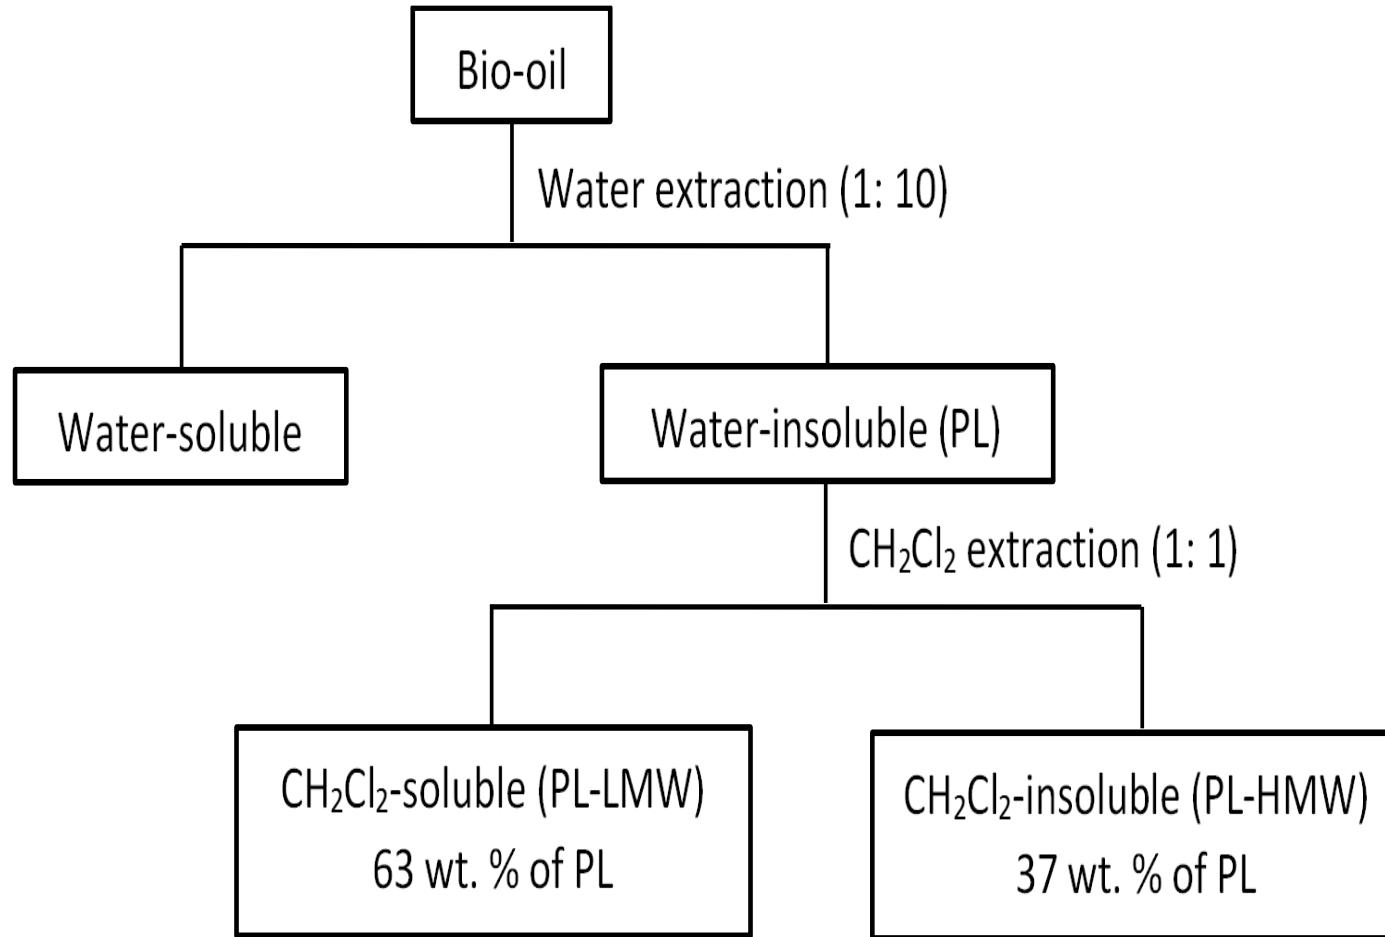 Bio-oil
Water extraction (1: 10)
Water-soluble
Water-insoluble (PL)
CH₂Cl₂ extraction (1: 1)
CH₂Cl₂-soluble (PL-LMW)
63 wt. % of PL
CH₂Cl₂-insoluble (PL-HMW)
37 wt. % of PL